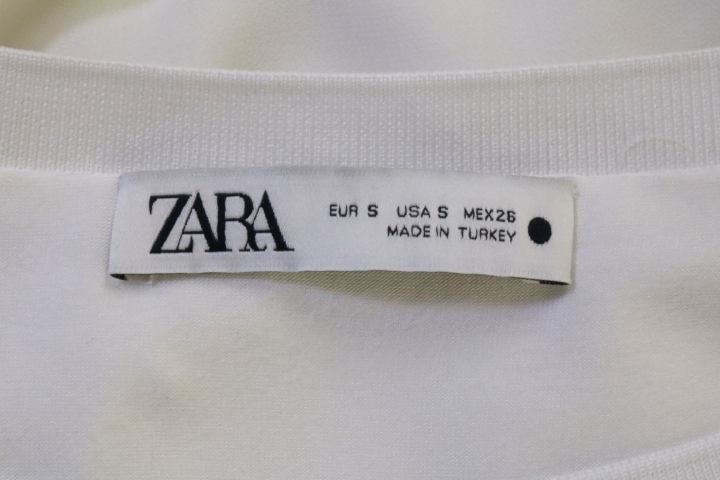 ZARA
EUR S USA S MEX26
MADE IN TURKEY